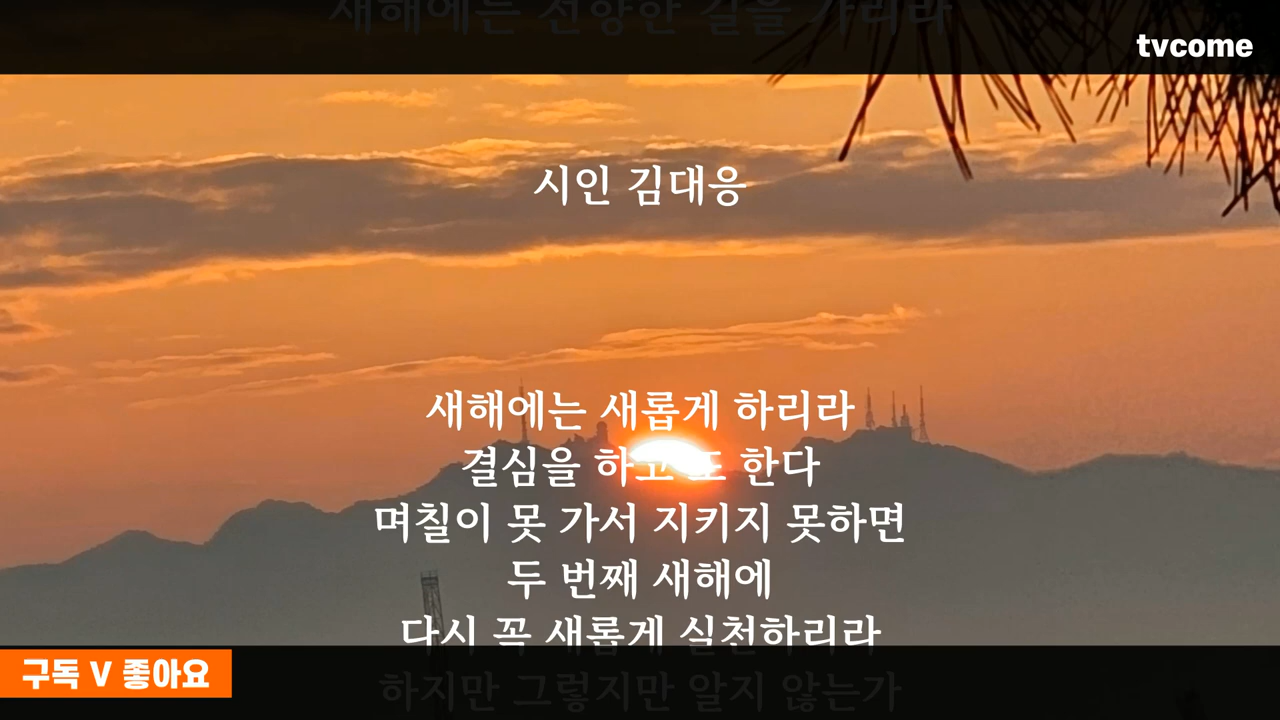 새해에는 선향한 길을 가리라
tvcome
시인 김대응
새해에는 새롭게 하리라
결심을 하고 또 한다
며칠이 못 가서 지키지 못하면
두 번째 새해에
다시 꼭 새롭게 실천하리라
구독 V 좋아요
하지만 그렇지만 알지 않는가